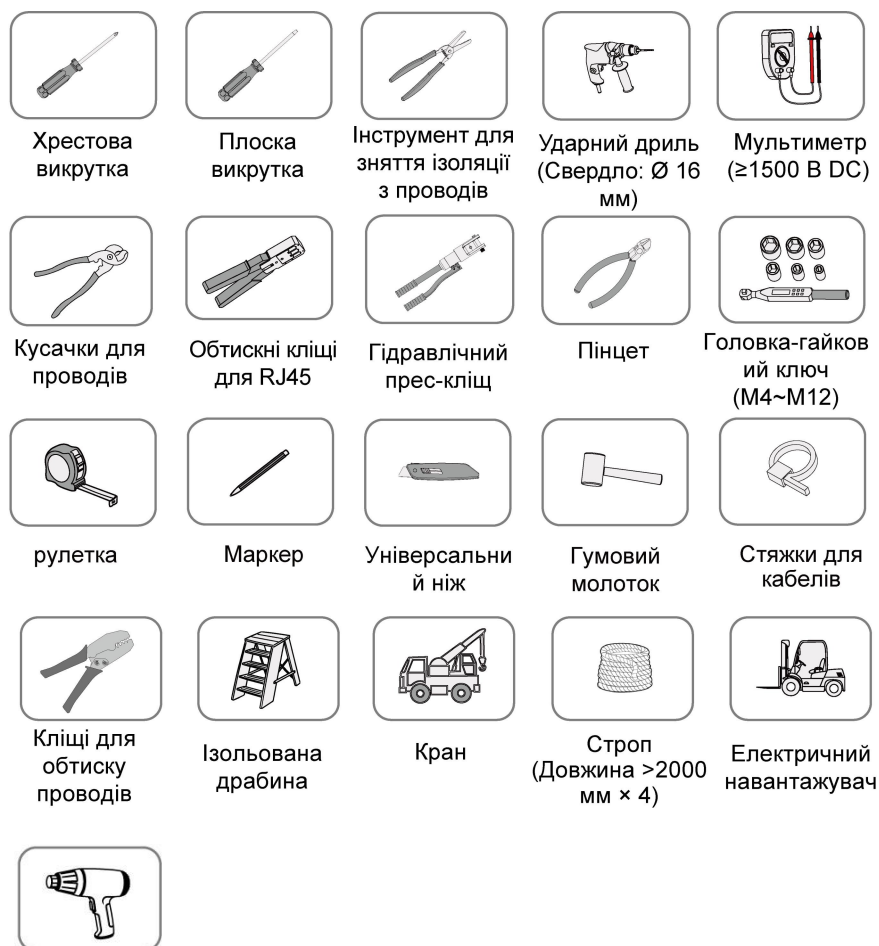 Хрестова
викрутка
Плоска
викрутка
Інструмент для
зняття ізоляції
з проводів
Ударний дриль
(Свердло: Ø 16
мм)
Мультиметр
(≥1500 В DC)
Кусачки для
проводів
Обтискні кліщі
для RJ45
Гідравлічний
прес-кліщ
Пінцет
Головка-гайков
ий ключ
(M4~M12)
рулетка
Маркер
Універсальни
й ніж
Гумовий
молоток
Стяжки для
кабелів
Кліщі для
обтиску
проводів
Ізольована
драбина
Кран
Строп
(Довжина >2000
мм × 4)
Електричний
навантажувач